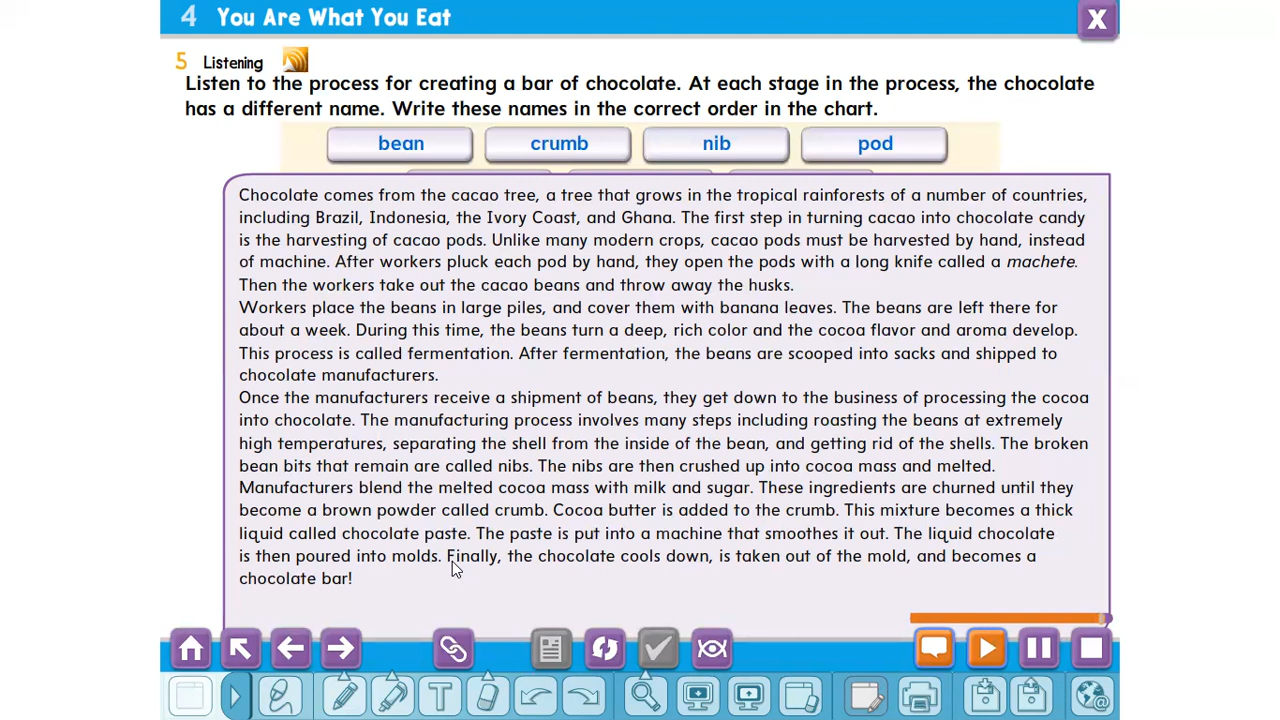 4 You Are What You Eat
X
5 Listening
Listen to the process for creating a bar of chocolate. At each stage in the process, the chocolate
has a different name. Write these names in the correct order in the chart.
bean crumb nib pod
Chocolate comes from the cacao tree, a tree that grows in the tropical rainforests of a number of countries,
including Brazil, Indonesia, the Ivory Coast, and Ghana. The first step in turning cacao into chocolate candy
is the harvesting of cacao pods. Unlike many modern crops, cacao pods must be harvested by hand, instead
of machine. After workers pluck each pod by hand, they open the pods with a long knife called a machete.
Then the workers take out the cacao beans and throw away the husks.
Workers place the beans in large piles, and cover them with banana leaves. The beans are left there for
about a week. During this time, the beans turn a deep, rich color and the cocoa flavor and aroma develop.
This process is called fermentation. After fermentation, the beans are scooped into sacks and shipped to
chocolate manufacturers.
Once the manufacturers receive a shipment of beans, they get down to the business of processing the cocoa
into chocolate. The manufacturing process involves many steps including roasting the beans at extremely
high temperatures, separating the shell from the inside of the bean, and getting rid of the shells. The broken
bean bits that remain are called nibs. The nibs are then crushed up into cocoa mass and melted.
Manufacturers blend the melted cocoa mass with milk and sugar. These ingredients are churned until they
become a brown powder called crumb. Cocoa butter is added to the crumb. This mixture becomes a thick
liquid called chocolate paste. The paste is put into a machine that smoothes it out. The liquid chocolate
is then poured into molds. Finally, the chocolate cools down, is taken out of the mold, and becomes a
chocolate bar!
T